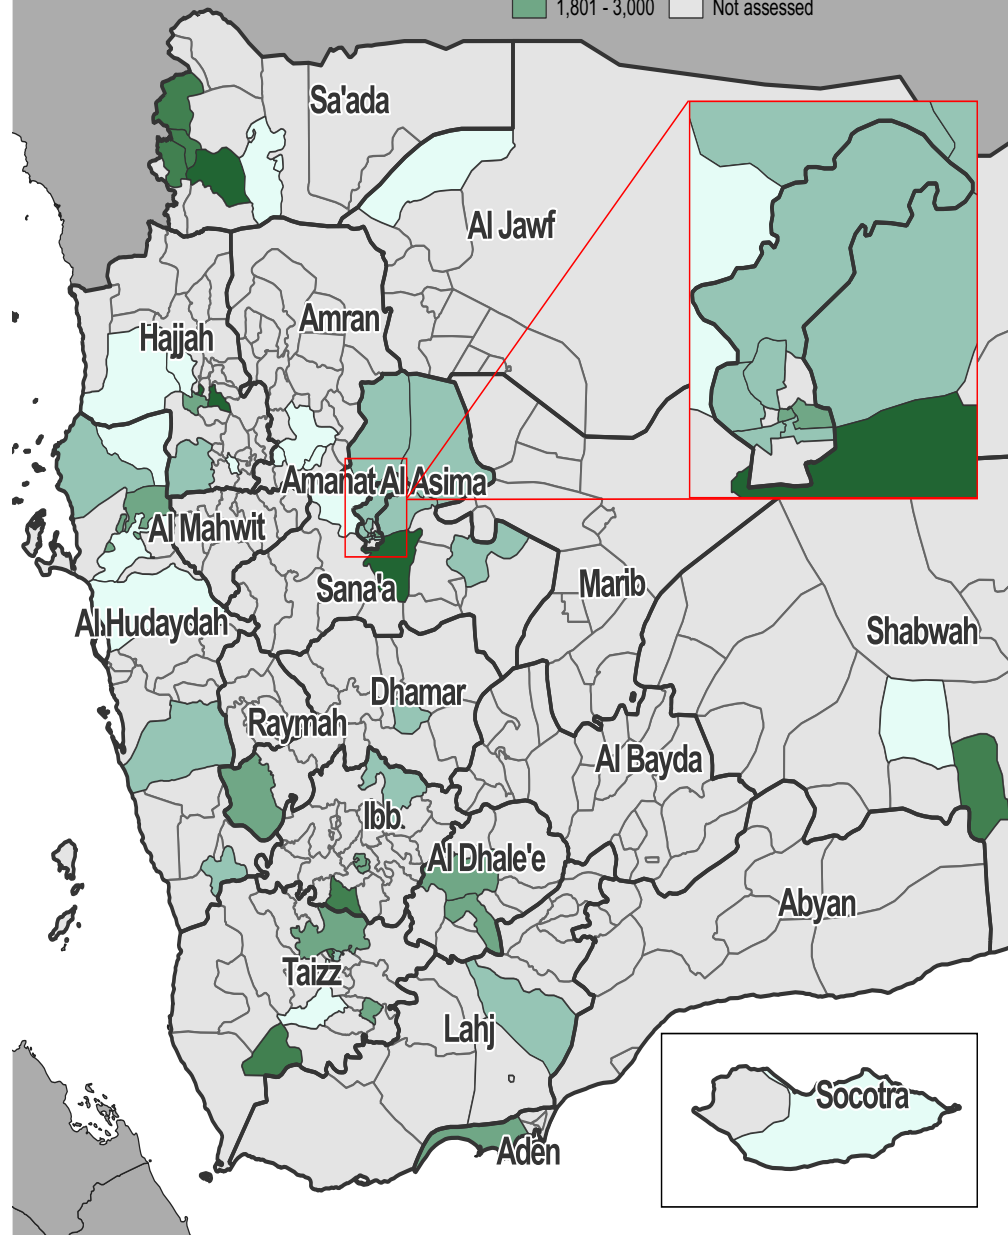 1,801 - 3,000 Not assessed
Sa'ada
Al Jawf
Amran
Hajjah
Amanat Al Asima
Al Mahwit
Sana'a
Marib
Al Hudaydah
Shabwah
Dhamar
Raymah
Al Bayda
Ibb
Al Dhale'e
Abyan
Taizz
Lahj
Socotra
Aden